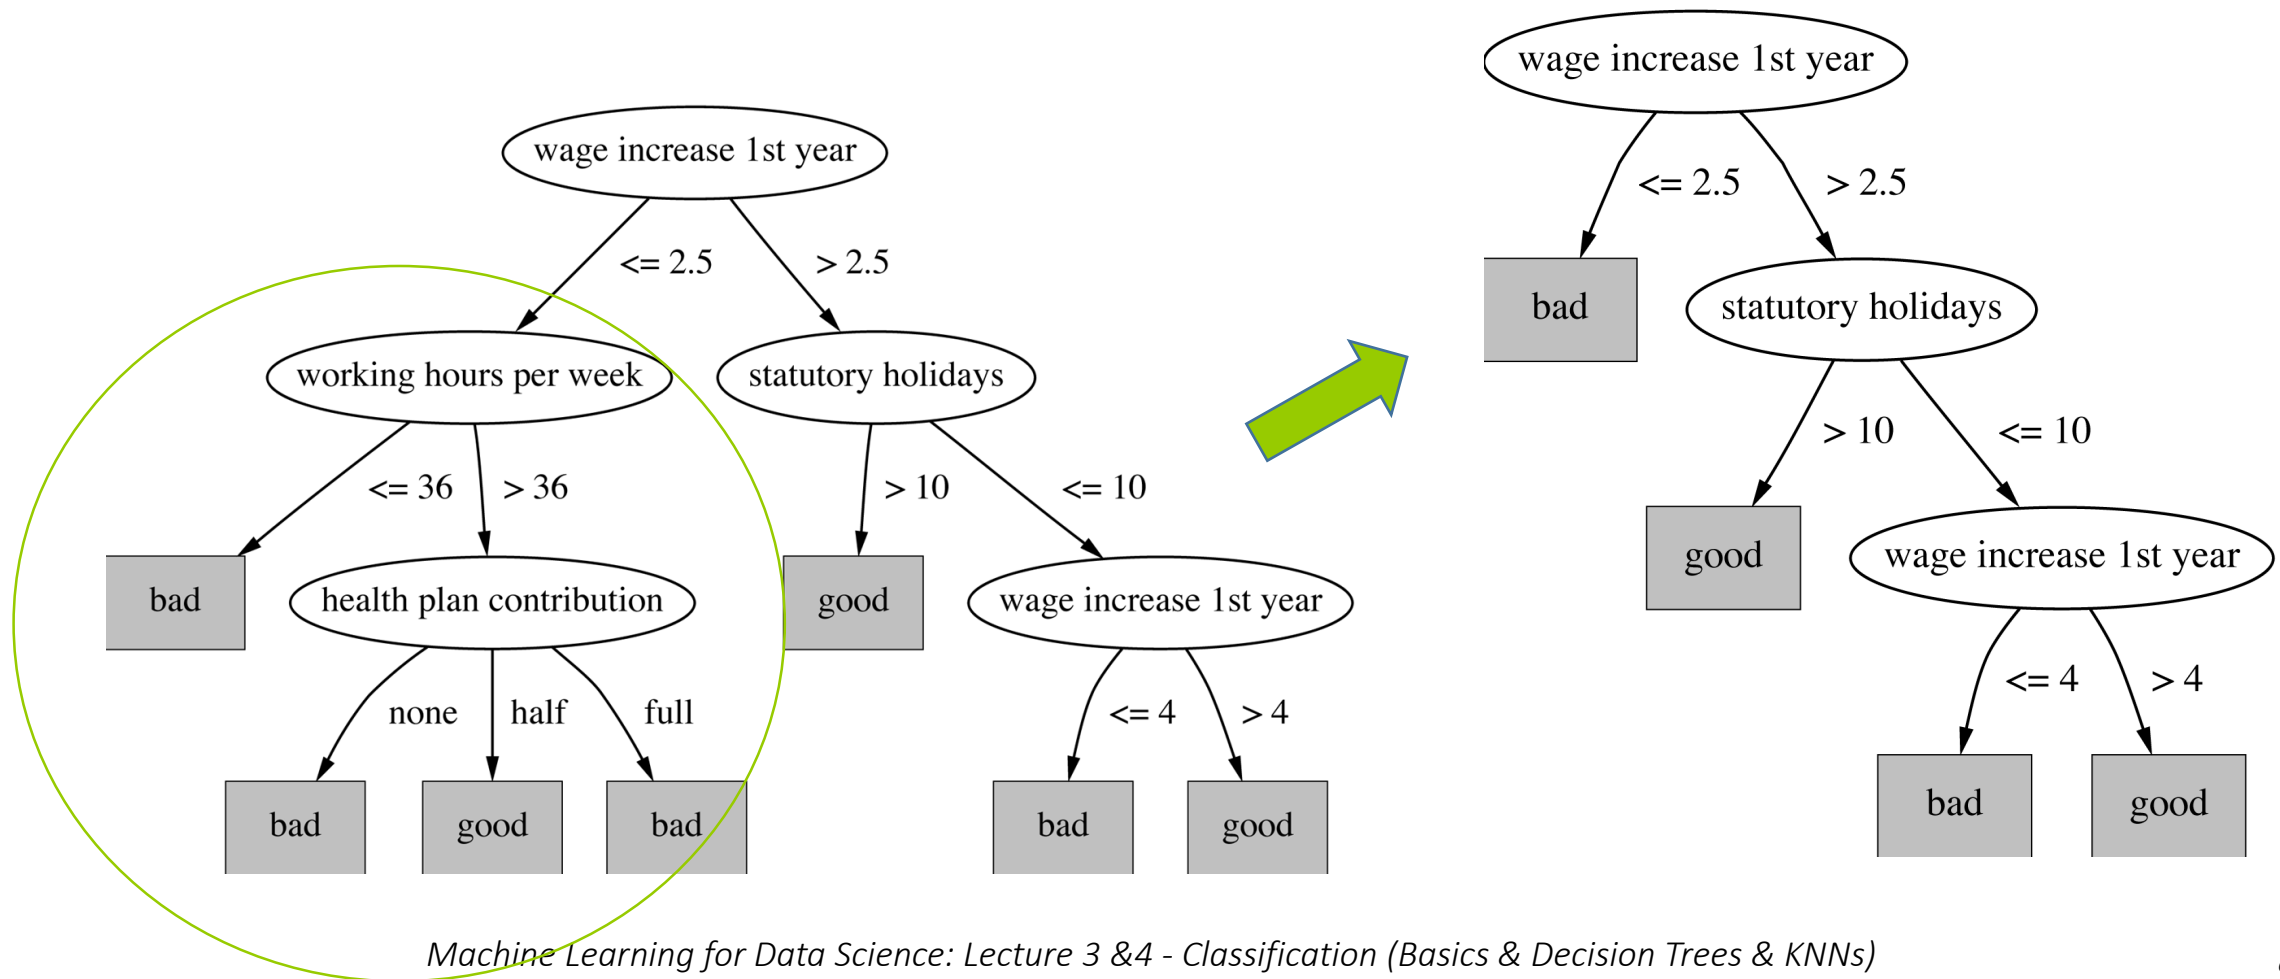 wage increase 1st year
<= 2.5
> 2.5
working hours per week
statutory holidays
<= 36
> 36
> 10
<= 10
bad
health plan contribution
good
wage increase 1st year
none
half
full
<= 4
> 4
bad
good
bad
bad
good
wage increase 1st year
<= 2.5
> 2.5
bad
statutory holidays
> 10
<= 10
good
wage increase 1st year
<= 4
> 4
bad
good
Machine Learning for Data Science: Lecture 3 &4 - Classification (Basics & Decision Trees & KNNs)